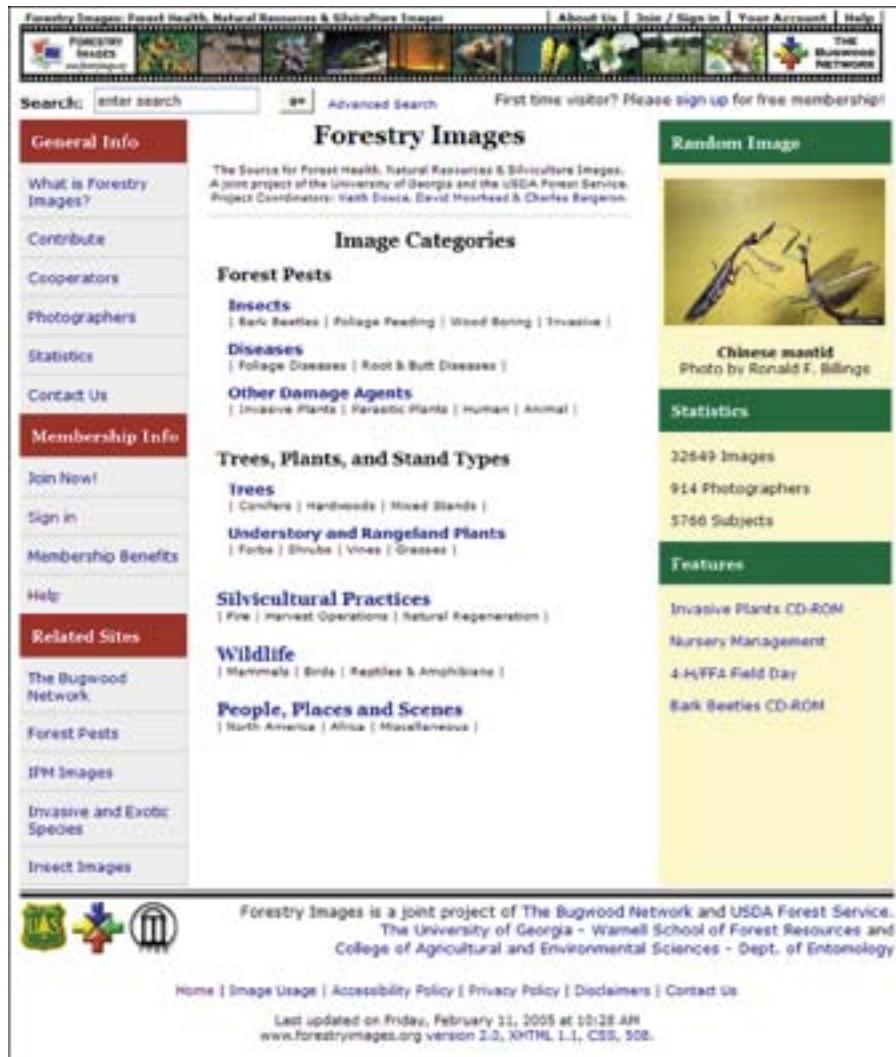 Forestry Images: Forest Health, Natural Resources & Silviculture Images
| About Us | Join / Sign in | Your Account | Help |
FORESTRY
IMAGES
www.forestryimages.org
THE
BUGWOOD
NETWORK
Search: enter search go Advanced Search First time visitor? Please sign up for free membership!
General Info
What is Forestry
Images?
Contribute
Cooperators
Photographers
Statistics
Contact Us
Membership Info
Join Now!
Sign in
Membership Benefits
Help
Related Sites
The Bugwood
Network
Forest Pests
IPM Images
Invasive and Exotic
Species
Insect Images
Forestry Images
The Source for Forest Health, Natural Resources & Silviculture Images.
A joint project of the University of Georgia and the USDA Forest Service.
Project Coordinators: Keith Douce, David Moorhead & Charles Bargeron.
Image Categories
Forest Pests
Insects
| Bark Beetles | Foliage Feeding | Wood Boring | Invasive |
Diseases
| Foliage Diseases | Root & Butt Diseases |
Other Damage Agents
| Invasive Plants | Parasitic Plants | Human | Animal |
Trees, Plants, and Stand Types
Trees
| Conifers | Hardwoods | Mixed Stands |
Understory and Rangeland Plants
| Forbs | Shrubs | Vines | Grasses |
Silvicultural Practices
| Fire | Harvest Operations | Natural Regeneration |
Wildlife
| Mammals | Birds | Reptiles & Amphibians |
People, Places and Scenes
| North America | Africa | Miscellaneous |
Random Image
Chinese mantid
Photo by Ronald F. Billings
Statistics
32649 Images
914 Photographers
5766 Subjects
Features
Invasive Plants CD-ROM
Nursery Management
4-H/FFA Field Day
Bark Beetles CD-ROM
Forestry Images is a joint project of The Bugwood Network and USDA Forest Service.
The University of Georgia - Warnell School of Forest Resources and
College of Agricultural and Environmental Sciences - Dept. of Entomology
Home | Image Usage | Accessibility Policy | Privacy Policy | Disclaimers | Contact Us
Last updated on Friday, February 11, 2005 at 10:28 AM
www.forestryimages.org version 2.0, XHTML 1.1, CSS, 508.